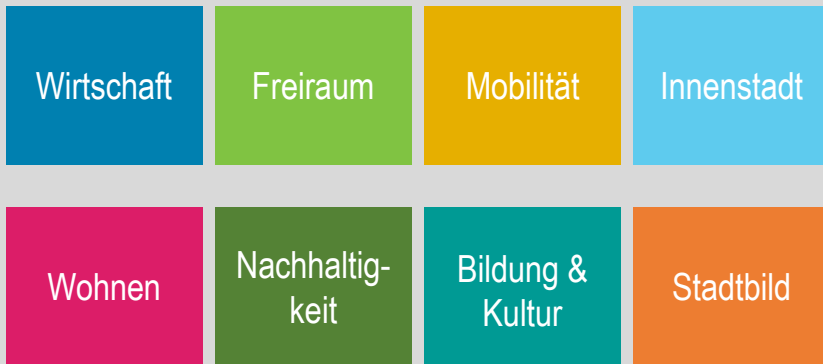 Wirtschaft
Freiraum
Mobilität
Innenstadt
Wohnen
Nachhaltig-
keit
Bildung &
Kultur
Stadtbild